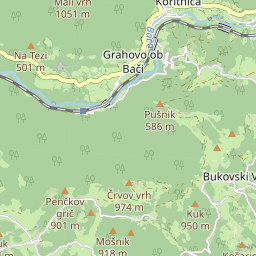 Mali vrh
1051 m
Koritnica
Bača
Na Tezi
501 m
Grahovo ob
Bači
Pušnik
586 m
Bukovski V
Črvov vrh
974 m
Penčkov
grič
901 m
Kuk
950 m
Mošnik
918 m